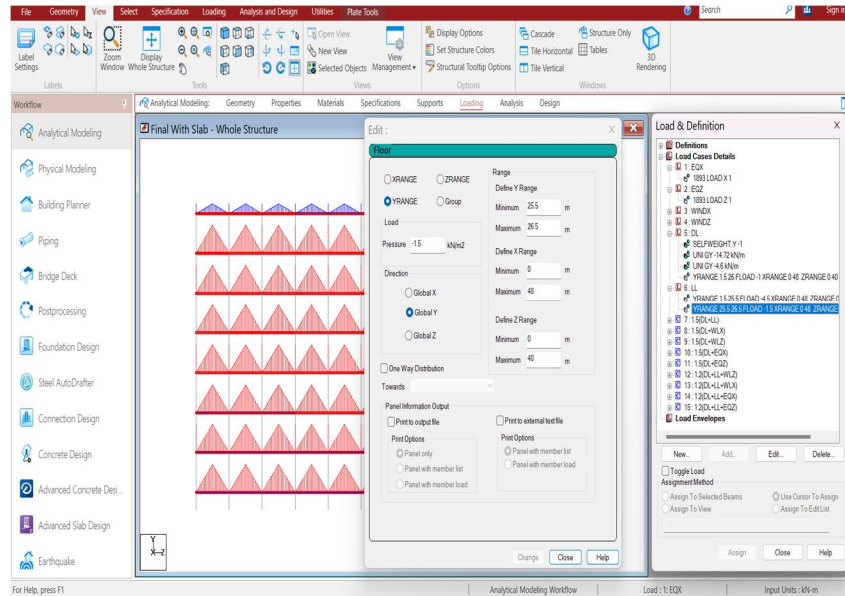 File Geometry View Select Specification Loading Analysis and Design Utilities Plate Tools Search Sign in
Label Settings
Labels
Zoom Window
Display Whole Structure
Tools
Open View
New View
Selected Objects
View Management
Views
Display Options
Set Structure Colors
Structural Tooltip Options
Options
Cascade
Tile Horizontal
Tile Vertical
Structure Only
Tables
Windows
3D Rendering
Workflow
Analytical Modeling: Geometry Properties Materials Specifications Supports Loading Analysis Design
Analytical Modeling
Physical Modeling
Building Planner
Piping
Bridge Deck
Postprocessing
Foundation Design
Steel AutoDrafter
Connection Design
Concrete Design
Advanced Concrete Desi...
Advanced Slab Design
Earthquake
Final With Slab - Whole Structure
Y
X Z
Edit :
Floor
XRANGE ZRANGE
YRANGE Group
Load
Pressure -1.5 kN/m2
Direction
Global X
Global Y
Global Z
One Way Distribution
Towards
Range
Define Y Range
Minimum 25.5 m
Maximum 26.5 m
Define X Range
Minimum 0 m
Maximum 48 m
Define Z Range
Minimum 0 m
Maximum 40 m
Panel Information Output
Print to output file
Print Options
Panel only
Panel with member list
Panel with member load
Print to external text file
Print Options
Panel with member list
Panel with member load
Change Close Help
Load & Definition
Definitions
Load Cases Details
1 : EQX
1893 LOAD X 1
2 : EQZ
1893 LOAD Z 1
3 : WINDX
4 : WINDZ
5 : DL
SELFWEIGHT Y -1
UNI GY -14.72 kN/m
UNI GY -4.6 kN/m
YRANGE 1.5 26 FLOAD -1 XRANGE 0 48 ZRANGE 0 40
6 : LL
YRANGE 1.5 25.5 FLOAD -4.5 XRANGE 0 48 ZRANGE 0
YRANGE 25.5 26.5 FLOAD -1.5 XRANGE 0 48 ZRANGE
7 : 1.5(DL+LL)
8 : 1.5(DL+WLX)
9 : 1.5(DL+WLZ)
10 : 1.5(DL+EQX)
11 : 1.5(DL+EQZ)
12 : 1.2(DL+LL+WLZ)
13 : 1.2(DL+LL+WLX)
14 : 1.2(DL+LL+EQX)
15 : 1.2(DL+LL+EQZ)
Load Envelopes
New... Add... Edit... Delete...
Toggle Load
Assignment Method
Assign To Selected Beams Use Cursor To Assign
Assign To View Assign To Edit List
Assign Close Help
For Help, press F1 Analytical Modeling Workflow Load : 1: EQX Input Units : kN-m